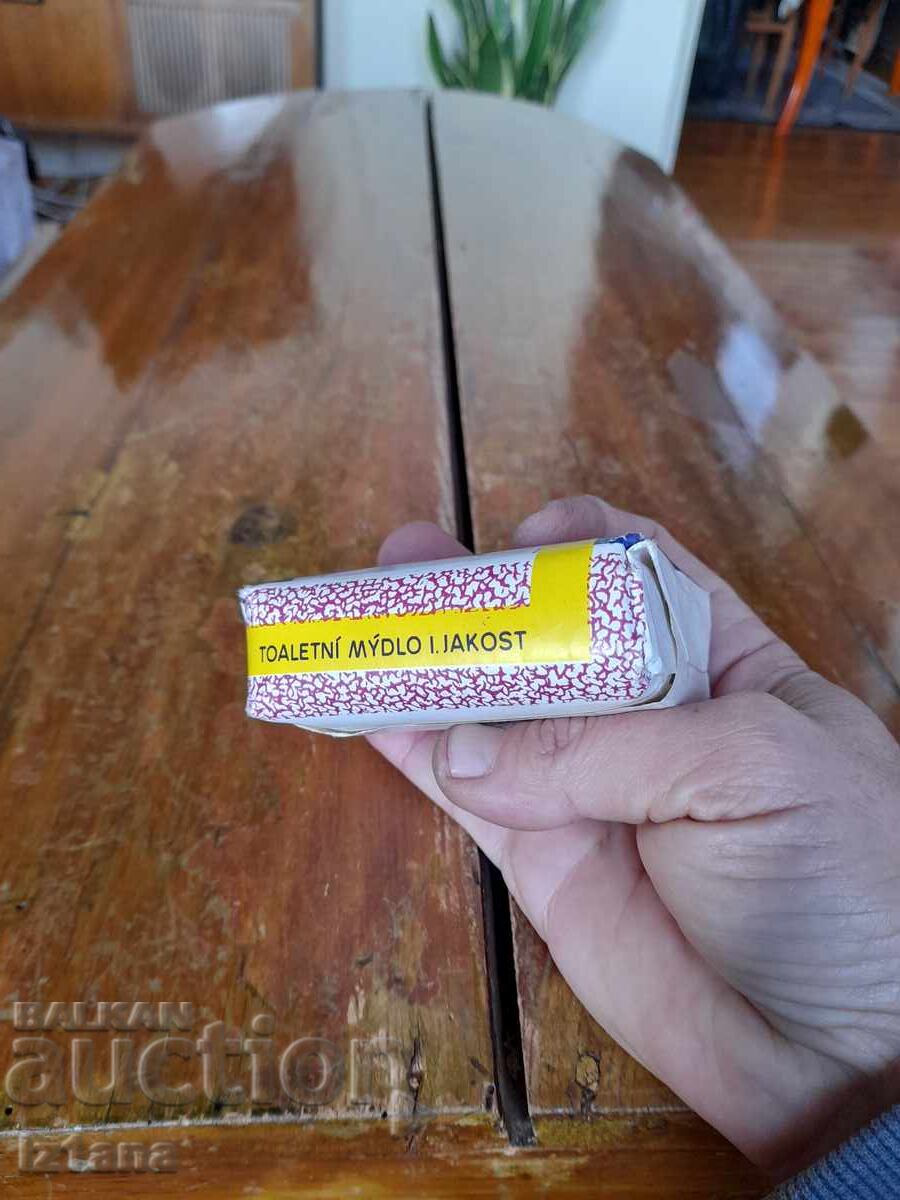 TOALETNÍ MÝDLO I. JAKOST
BALKAN
auction
Iztana